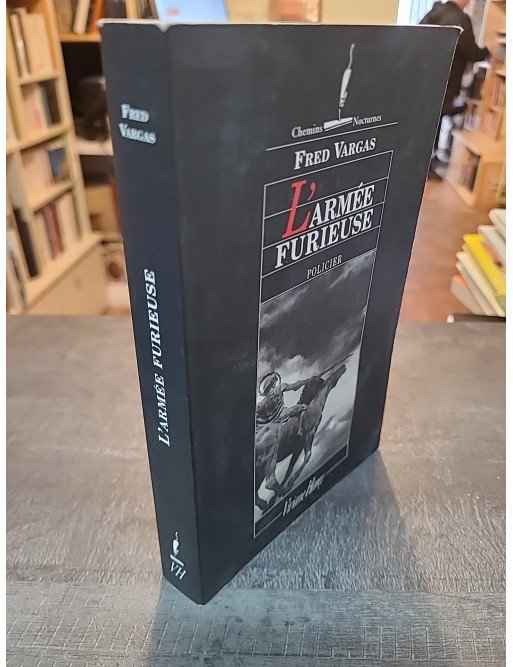 FRED
VARGAS
L'ARMÉE FURIEUSE
VH
Chemins Nocturnes
FRED VARGAS
L'ARMÉE
FURIEUSE
POLICIER
Viviane Hamy